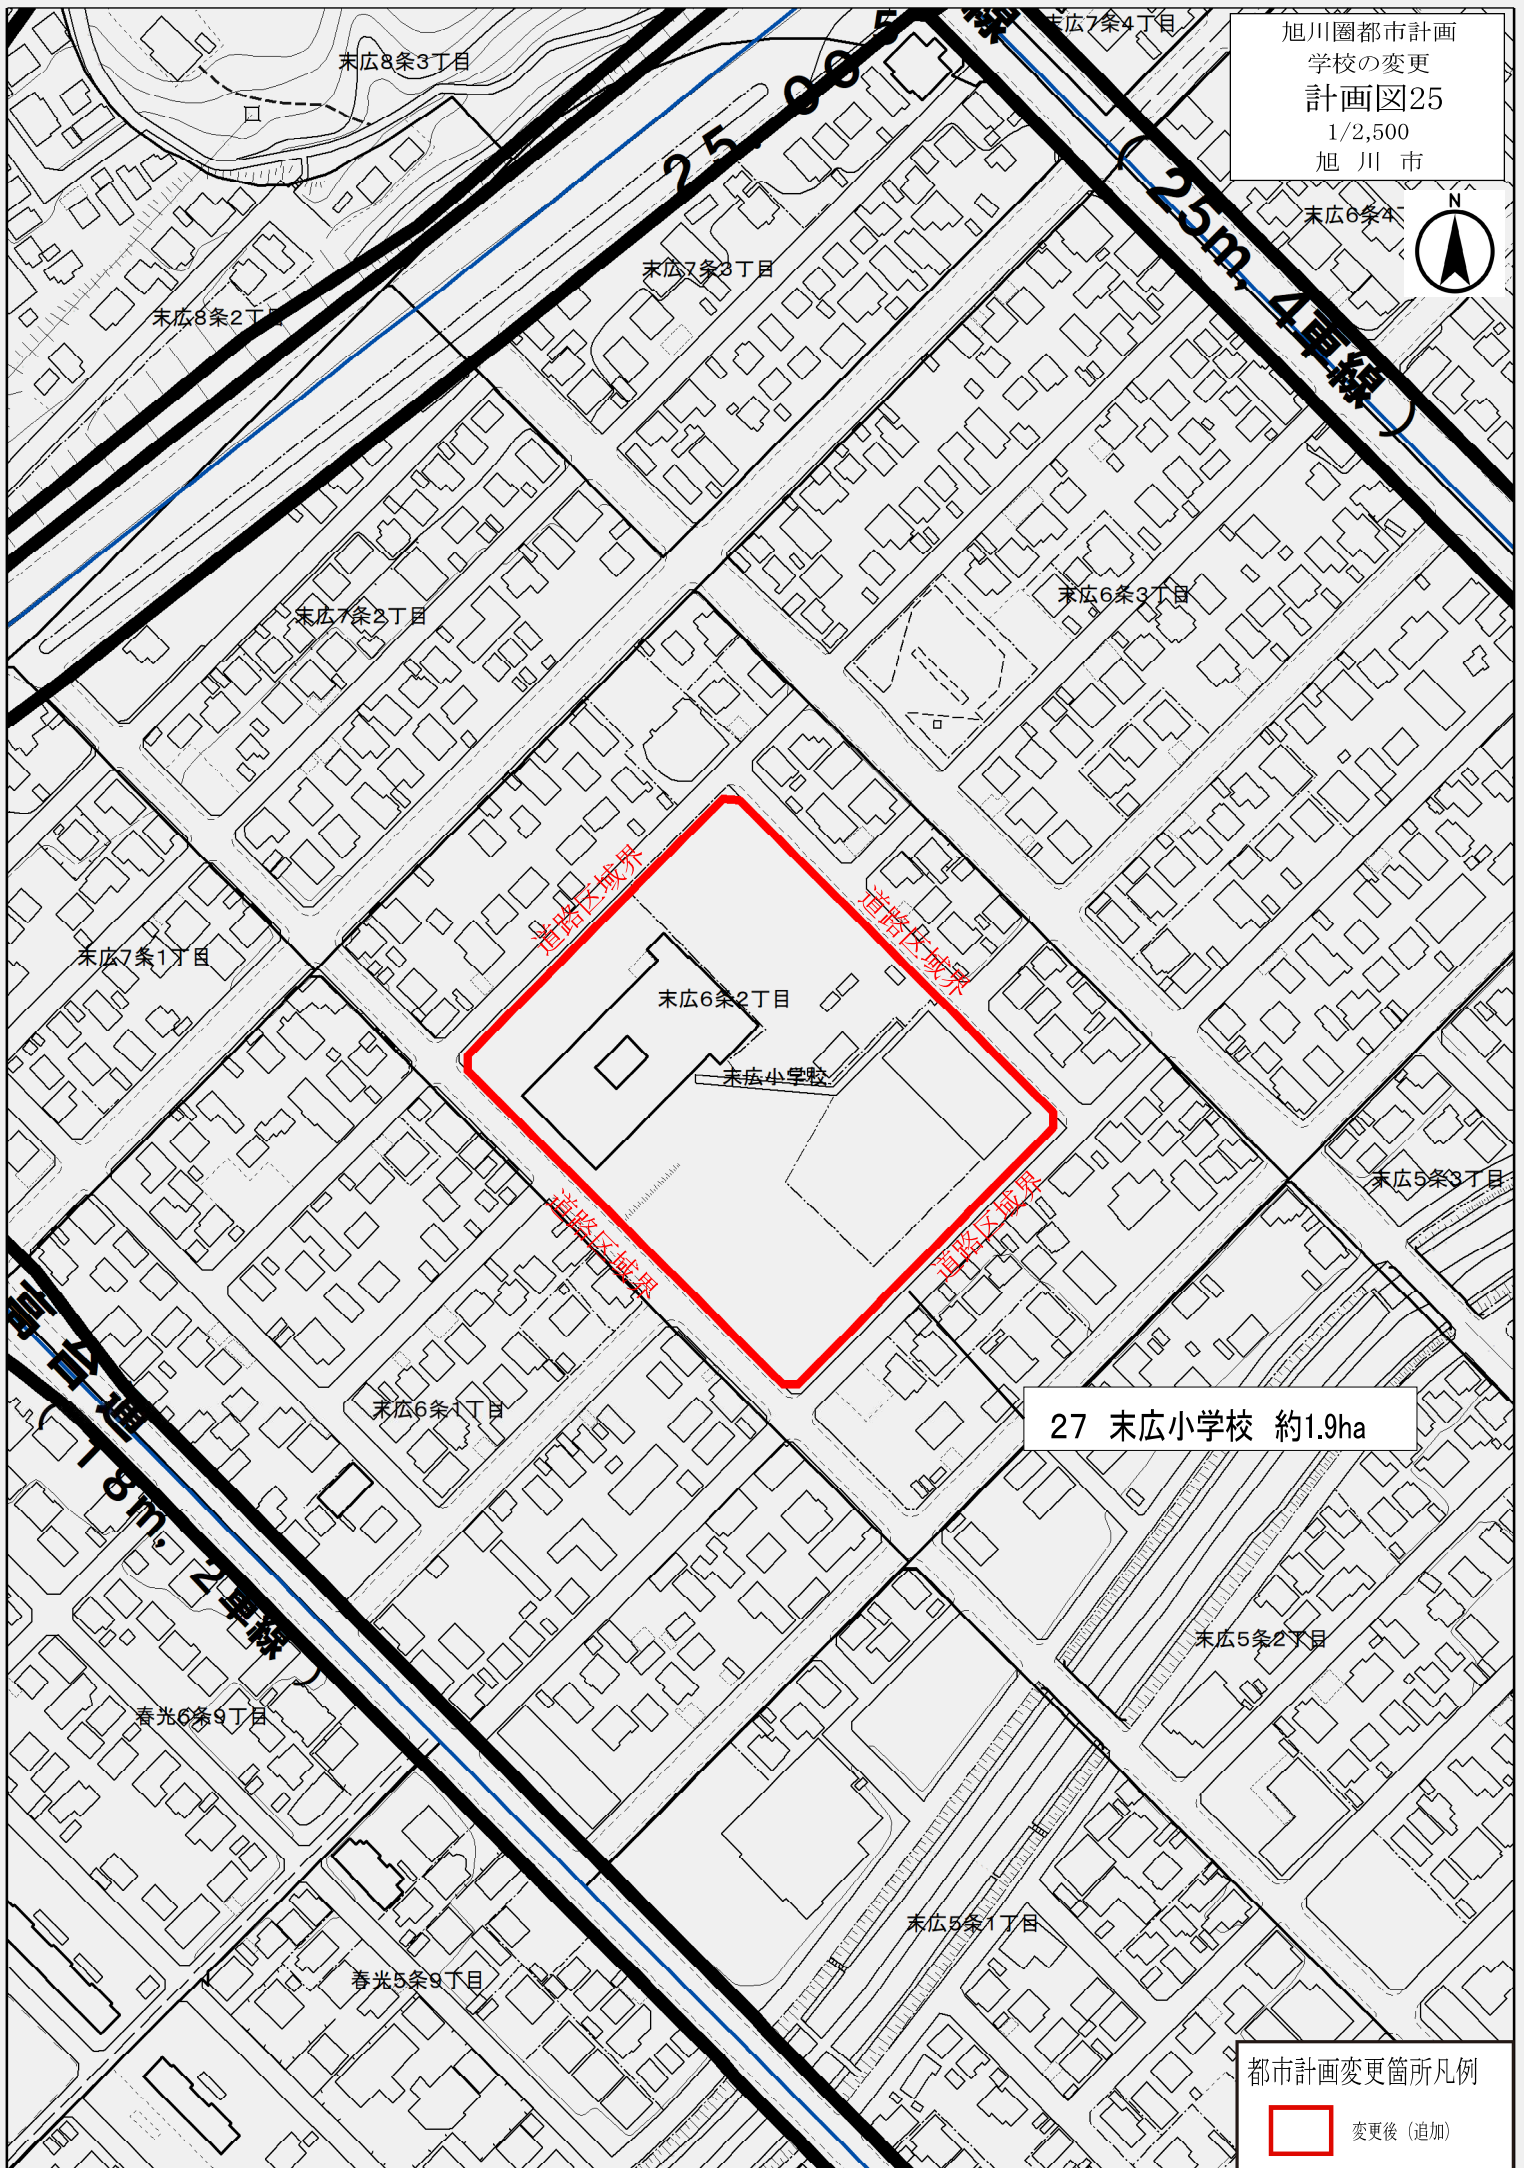 旭川圏都市計画
学校の変更
計画図25
1/2,500
旭 川 市
N
末広8条3丁目
末広7条4丁目
線
25.005
(25m, 4車線)
末広6条4丁
末広7条3丁目
末広8条2丁目
末広7条2丁目
末広6条3丁目
道路区域界
道路区域界
末広7条1丁目
末広6条2丁目
末広小学校
末広5条3丁目
道路区域界
道路区域界
高台通
(18m, 2車線)
末広6条1丁目
27 末広小学校 約1.9ha
末広5条2丁目
春光6条9丁目
末広5条1丁目
春光5条9丁目
都市計画変更箇所凡例
変更後（追加）